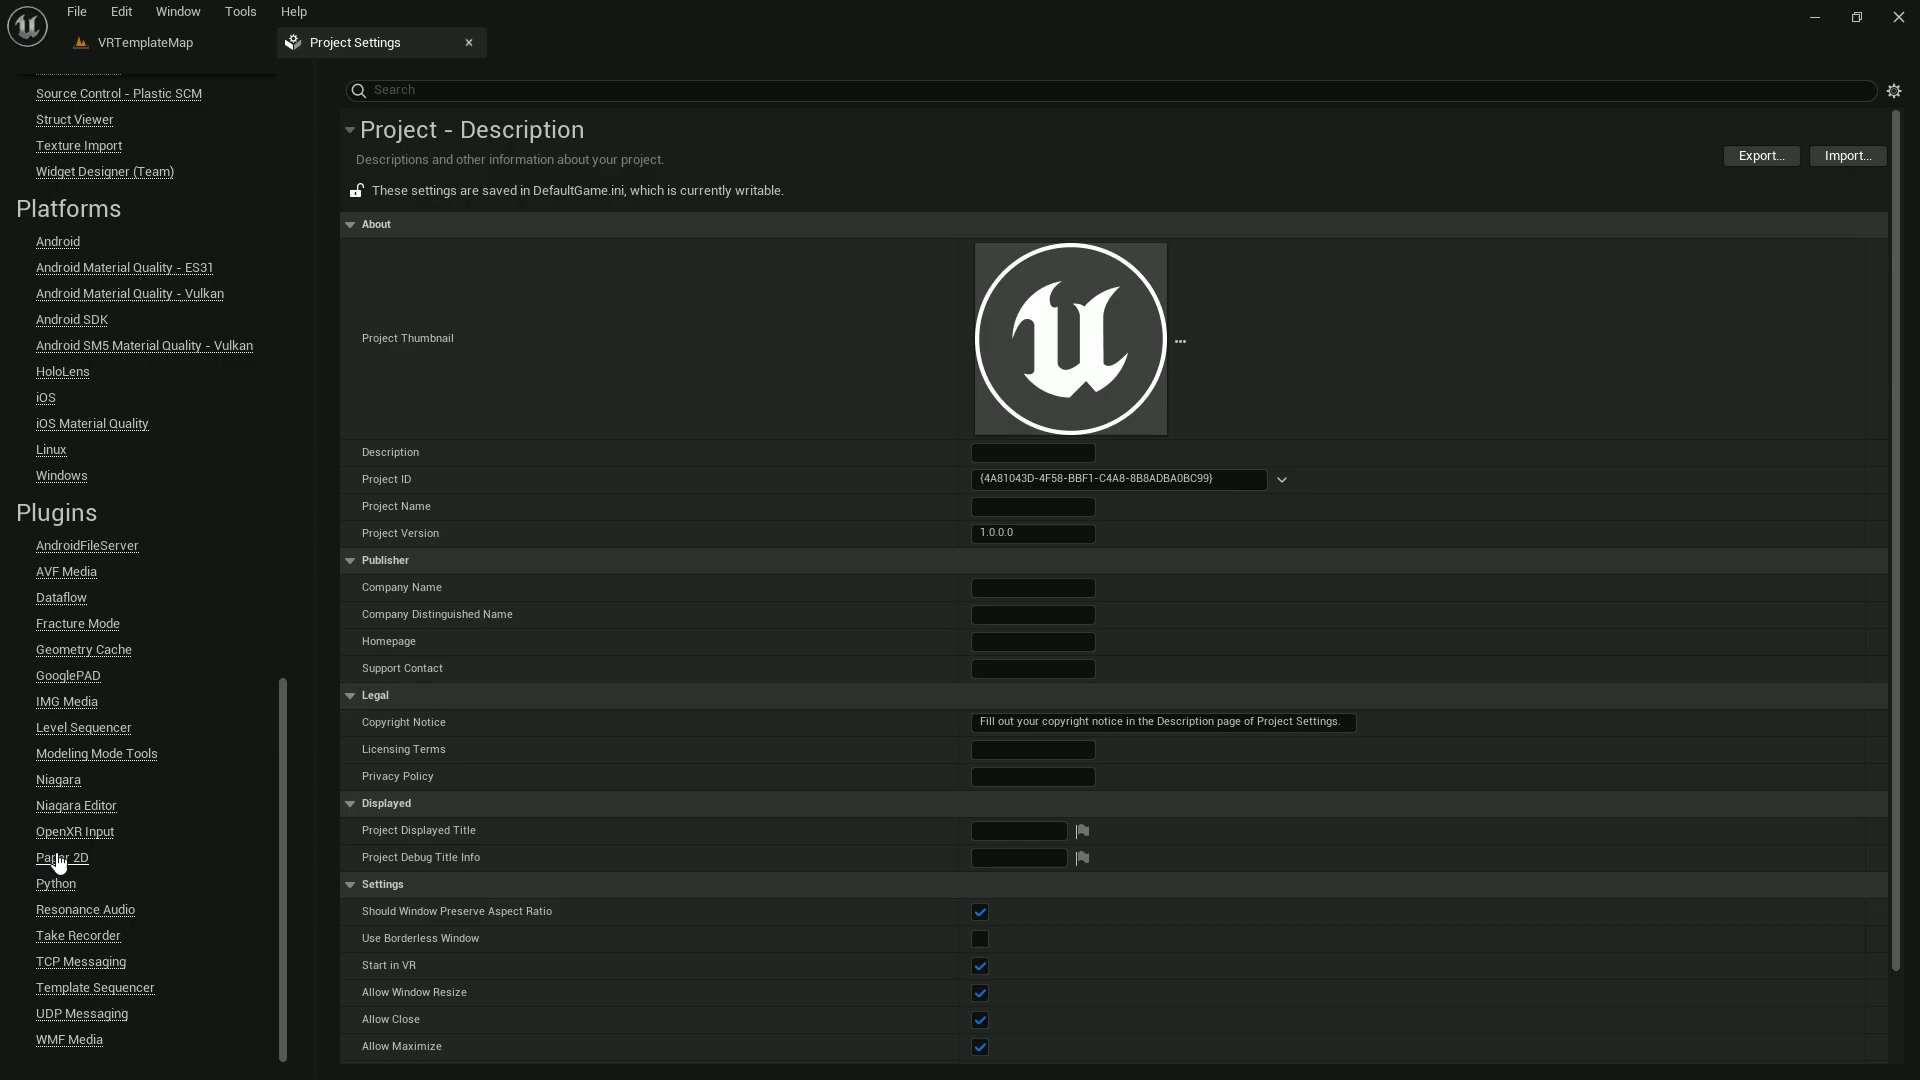 File Edit Window Tools Help
VRTemplateMap
Project Settings
Source Control - Plastic SCM
Struct Viewer
Texture Import
Widget Designer (Team)
Platforms
Android
Android Material Quality - ES31
Android Material Quality - Vulkan
Android SDK
Android SM5 Material Quality - Vulkan
HoloLens
iOS
iOS Material Quality
Linux
Windows
Plugins
AndroidFileServer
AVF Media
Dataflow
Fracture Mode
Geometry Cache
GooglePAD
IMG Media
Level Sequencer
Modeling Mode Tools
Niagara
Niagara Editor
OpenXR Input
Paper 2D
Python
Resonance Audio
Take Recorder
TCP Messaging
Template Sequencer
UDP Messaging
WMF Media
Search
Project - Description
Descriptions and other information about your project.
Export... Import...
These settings are saved in DefaultGame.ini, which is currently writable.
About
Project Thumbnail
Description
Project ID {4A81043D-4F58-BBF1-C4A8-8B8ADBA0BC99}
Project Name
Project Version 1.0.0.0
Publisher
Company Name
Company Distinguished Name
Homepage
Support Contact
Legal
Copyright Notice Fill out your copyright notice in the Description page of Project Settings.
Licensing Terms
Privacy Policy
Displayed
Project Displayed Title
Project Debug Title Info
Settings
Should Window Preserve Aspect Ratio
Use Borderless Window
Start in VR
Allow Window Resize
Allow Close
Allow Maximize